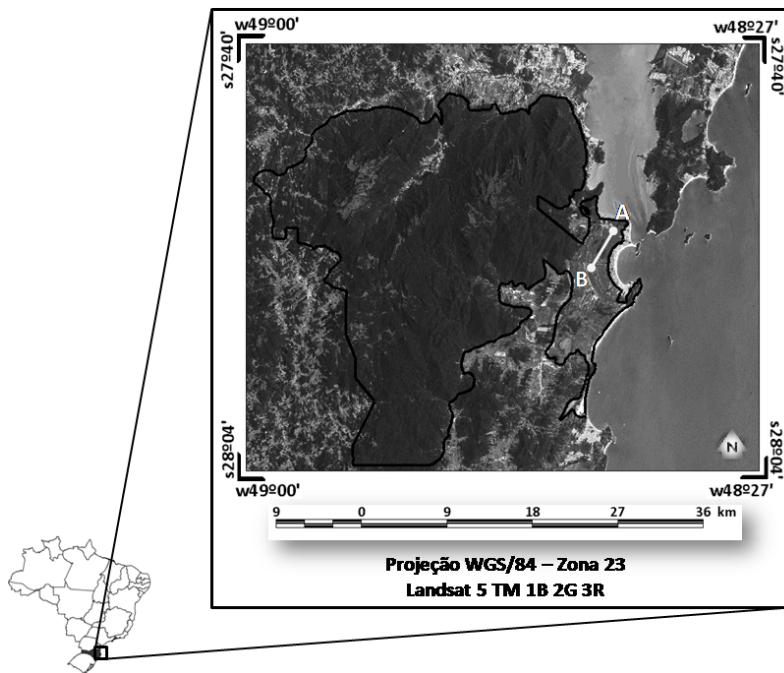 w49º00' w48º27'
s27º40' s27º40'
A
B
N
s28º04' s28º04'
w49º00' w48º27'
9 0 9 18 27 36 km
Projeção WGS/84 – Zona 23
Landsat 5 TM 1B 2G 3R